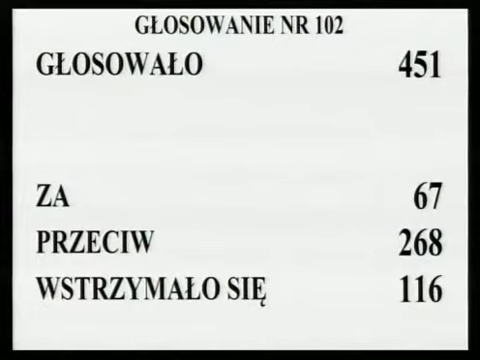 GŁOSOWANIE NR 102
GŁOSOWAŁO 451
ZA 67
PRZECIW 268
WSTRZYMAŁO SIĘ 116